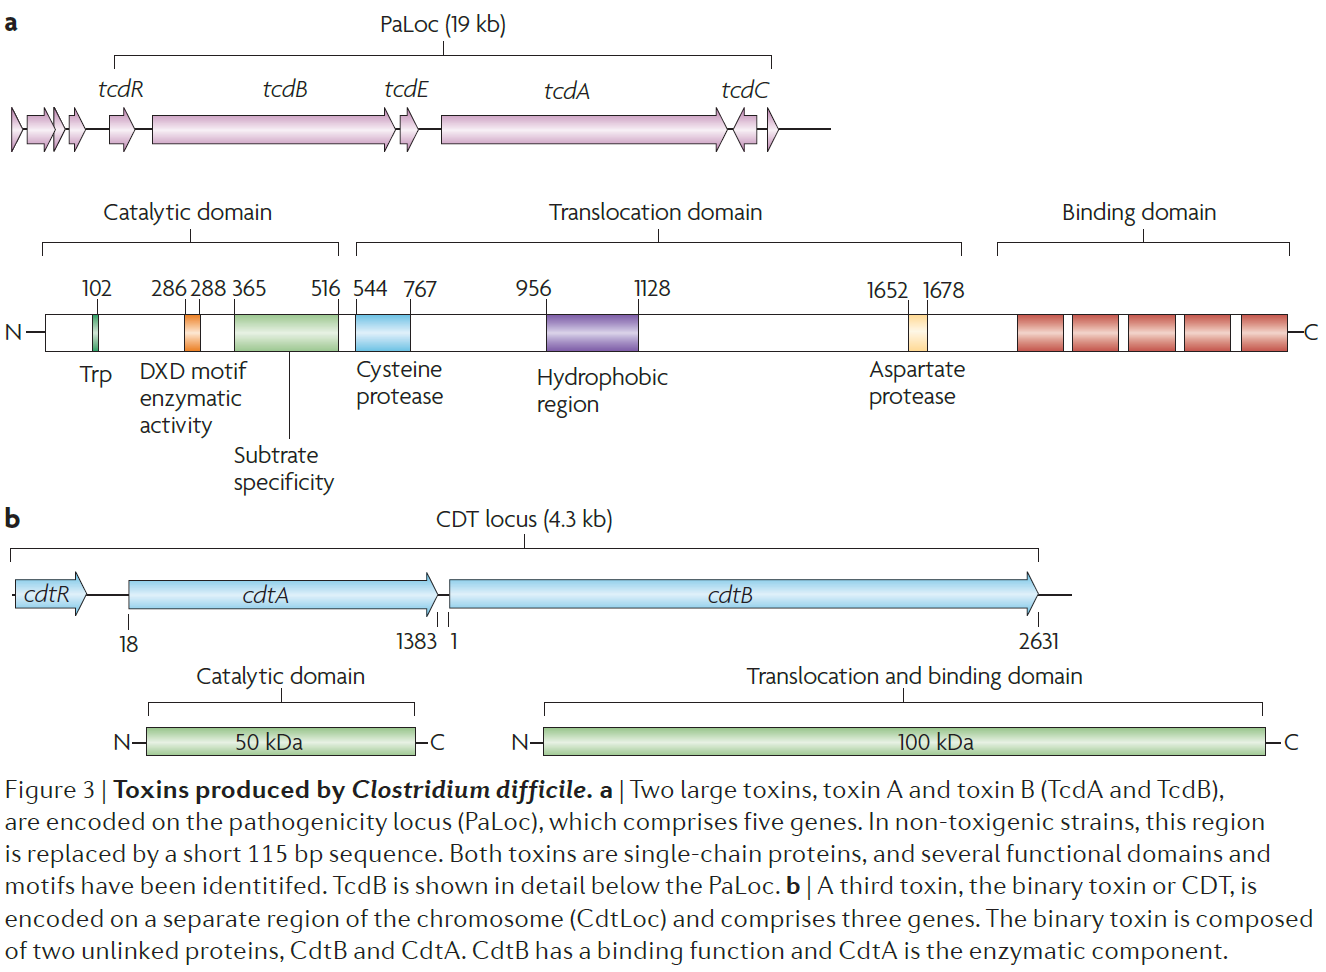 a
PaLoc (19 kb)
tcdR tcdB tcdE tcdA tcdC
Catalytic domain Translocation domain Binding domain
102 286 288 365 516 544 767 956 1128 1652 1678
N C
Trp
DXD motif
enzymatic
activity
Subtrate
specificity
Cysteine
protease
Hydrophobic
region
Aspartate
protease
b
CDT locus (4.3 kb)
cdtR cdtA cdtB
18 1383 1 2631
Catalytic domain Translocation and binding domain
N 50 kDa C N 100 kDa C
Figure 3 | Toxins produced by Clostridium difficile. a | Two large toxins, toxin A and toxin B (TcdA and TcdB),
are encoded on the pathogenicity locus (PaLoc), which comprises five genes. In non-toxigenic strains, this region
is replaced by a short 115 bp sequence. Both toxins are single-chain proteins, and several functional domains and
motifs have been identitifed. TcdB is shown in detail below the PaLoc. b | A third toxin, the binary toxin or CDT, is
encoded on a separate region of the chromosome (CdtLoc) and comprises three genes. The binary toxin is composed
of two unlinked proteins, CdtB and CdtA. CdtB has a binding function and CdtA is the enzymatic component.